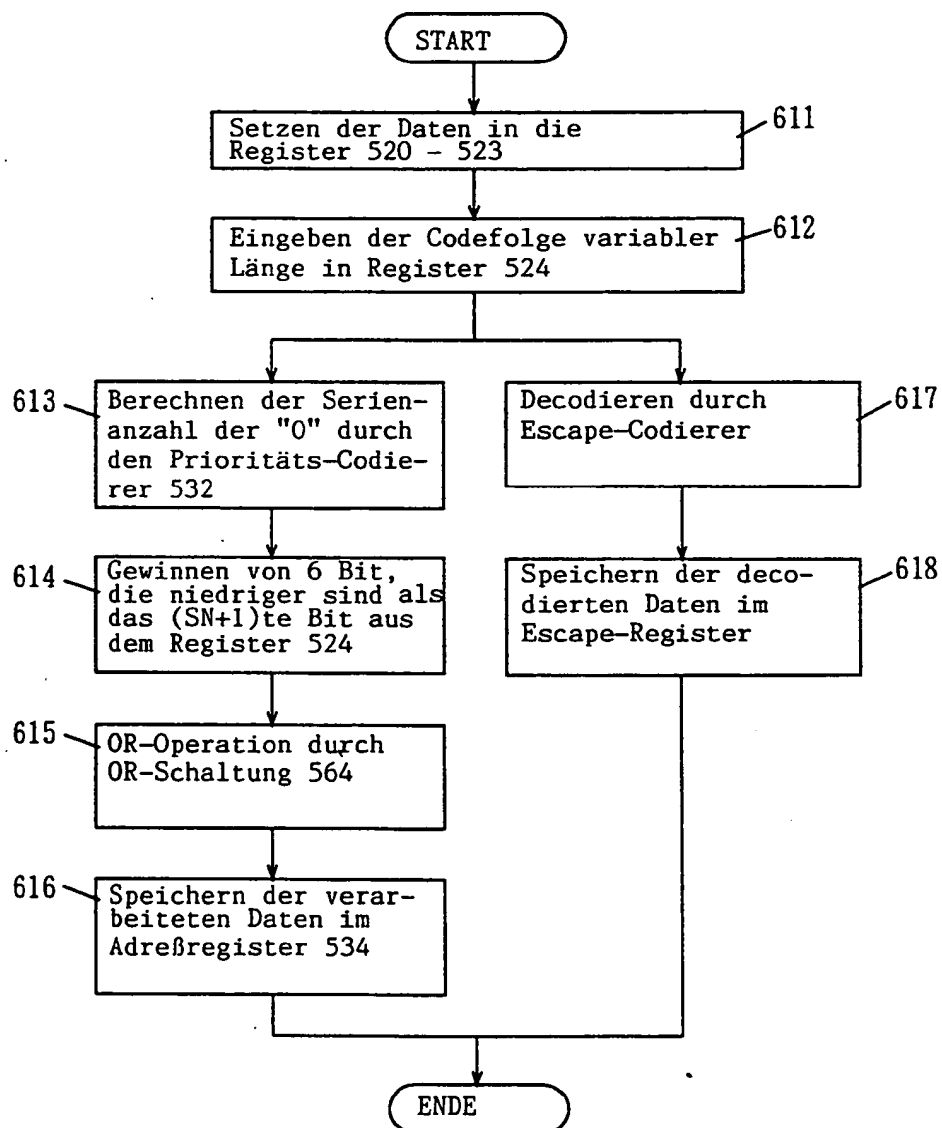 START
Setzen der Daten in die
Register 520 – 523
611
Eingeben der Codefolge variabler
Länge in Register 524
612
613
Berechnen der Serien-
anzahl der "0" durch
den Prioritäts-Codie-
rer 532
Decodieren durch
Escape-Codierer
617
614
Gewinnen von 6 Bit,
die niedriger sind als
das (SN+1)te Bit aus
dem Register 524
Speichern der deco-
dierten Daten im
Escape-Register
618
615
OR-Operation durch
OR-Schaltung 564
616
Speichern der verar-
beiteten Daten im
Adreßregister 534
ENDE